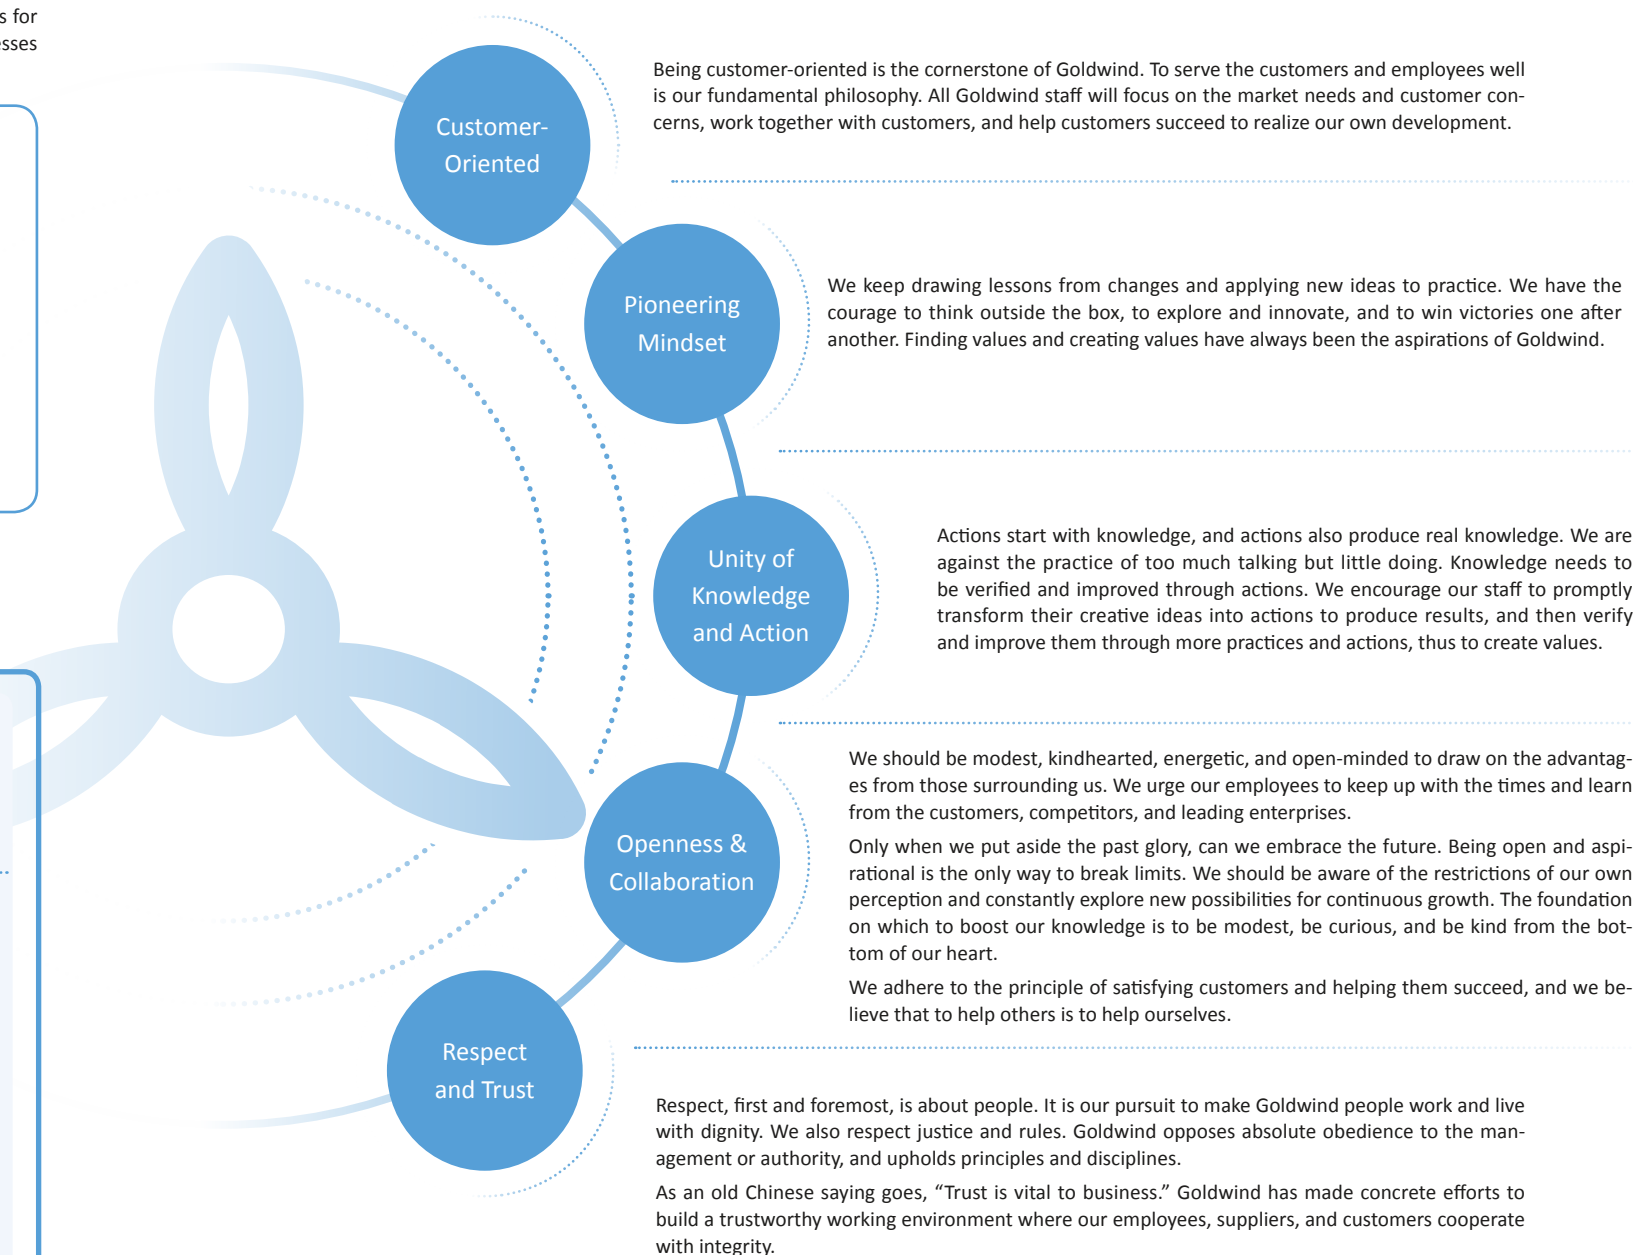 s for
esses
Customer-
Oriented
Being customer-oriented is the cornerstone of Goldwind. To serve the customers and employees well
is our fundamental philosophy. All Goldwind staff will focus on the market needs and customer con-
cerns, work together with customers, and help customers succeed to realize our own development.
Pioneering
Mindset
We keep drawing lessons from changes and applying new ideas to practice. We have the
courage to think outside the box, to explore and innovate, and to win victories one after
another. Finding values and creating values have always been the aspirations of Goldwind.
Unity of
Knowledge
and Action
Actions start with knowledge, and actions also produce real knowledge. We are
against the practice of too much talking but little doing. Knowledge needs to
be verified and improved through actions. We encourage our staff to promptly
transform their creative ideas into actions to produce results, and then verify
and improve them through more practices and actions, thus to create values.
Openness &
Collaboration
We should be modest, kindhearted, energetic, and open-minded to draw on the advantag-
es from those surrounding us. We urge our employees to keep up with the times and learn
from the customers, competitors, and leading enterprises.
Only when we put aside the past glory, can we embrace the future. Being open and aspi-
rational is the only way to break limits. We should be aware of the restrictions of our own
perception and constantly explore new possibilities for continuous growth. The foundation
on which to boost our knowledge is to be modest, be curious, and be kind from the bot-
tom of our heart.
We adhere to the principle of satisfying customers and helping them succeed, and we be-
lieve that to help others is to help ourselves.
Respect
and Trust
Respect, first and foremost, is about people. It is our pursuit to make Goldwind people work and live
with dignity. We also respect justice and rules. Goldwind opposes absolute obedience to the man-
agement or authority, and upholds principles and disciplines.
As an old Chinese saying goes, “Trust is vital to business.” Goldwind has made concrete efforts to
build a trustworthy working environment where our employees, suppliers, and customers cooperate
with integrity.